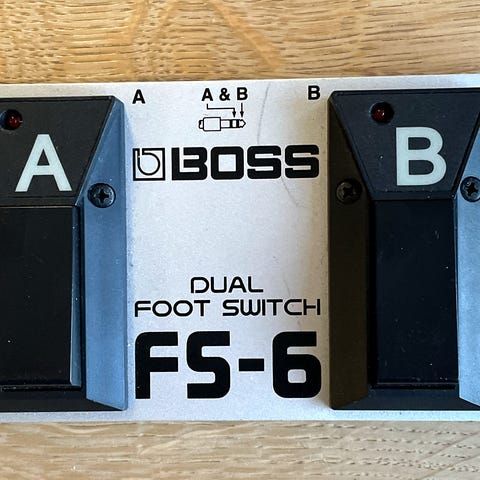 A
A & B
B
A
BOSS
B
DUAL
FOOT SWITCH
FS-6